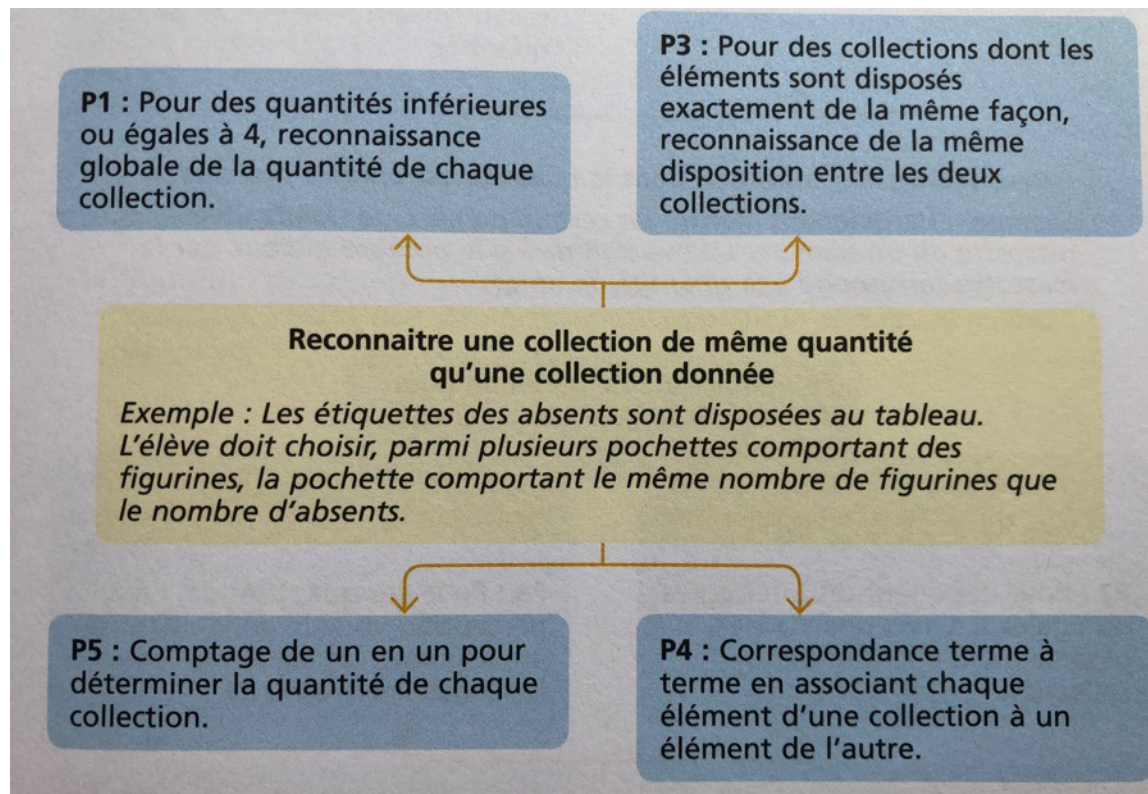 P1 : Pour des quantités inférieures
ou égales à 4, reconnaissance
globale de la quantité de chaque
collection.
P3 : Pour des collections dont les
éléments sont disposés
exactement de la même façon,
reconnaissance de la même
disposition entre les deux
collections.
Reconnaitre une collection de même quantité
qu'une collection donnée
Exemple : Les étiquettes des absents sont disposées au tableau.
L'élève doit choisir, parmi plusieurs pochettes comportant des
figurines, la pochette comportant le même nombre de figurines que
le nombre d'absents.
P5 : Comptage de un en un pour
déterminer la quantité de chaque
collection.
P4 : Correspondance terme à
terme en associant chaque
élément d'une collection à un
élément de l'autre.